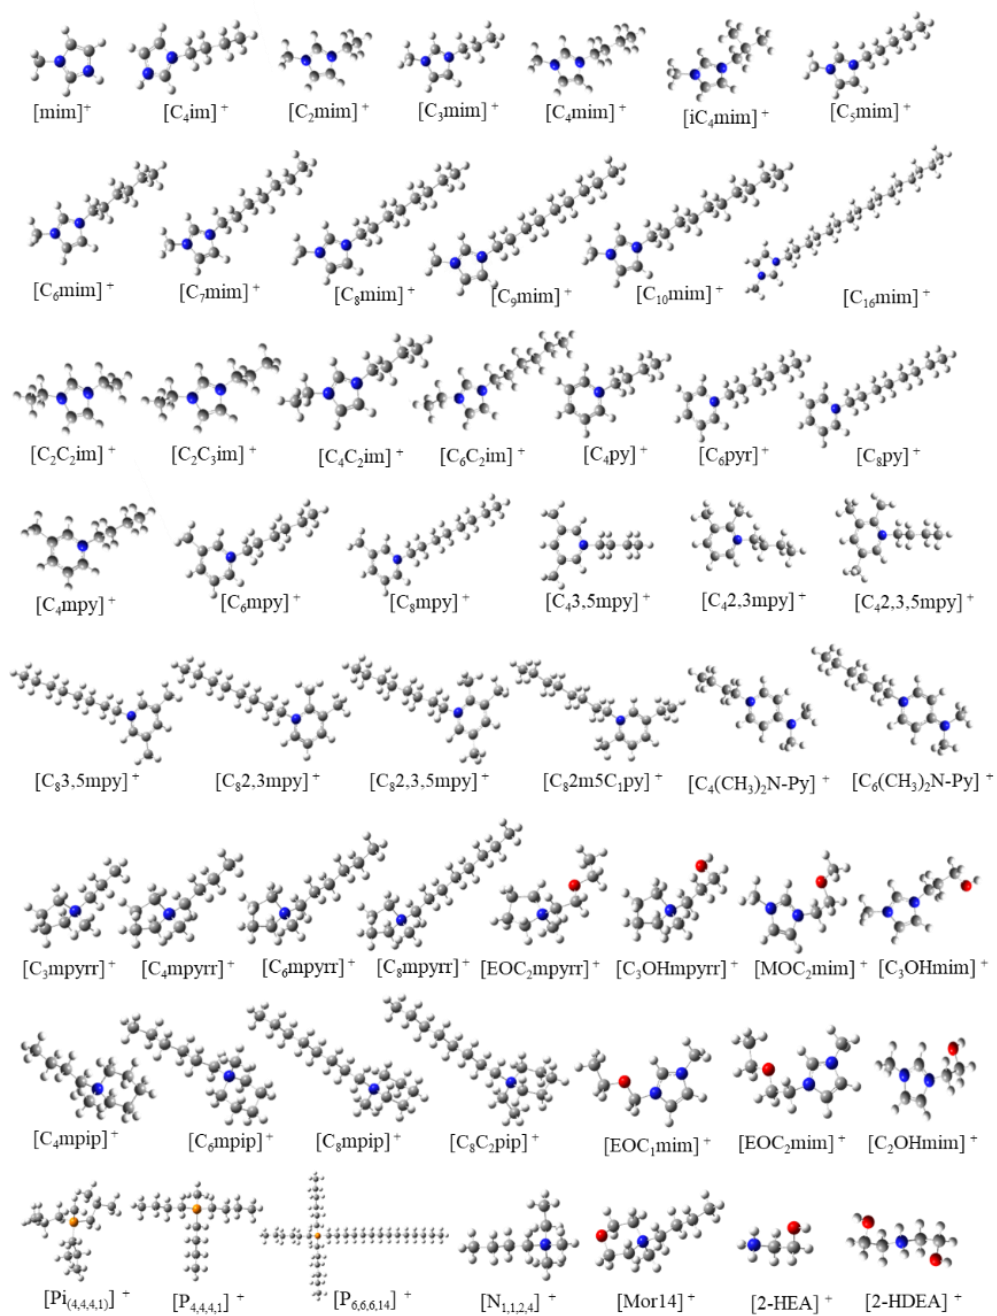 [mim]⁺ [C₄im]⁺ [C₂mim]⁺ [C₃mim]⁺ [C₄mim]⁺ [iC₄mim]⁺ [C₅mim]⁺
[C₆mim]⁺ [C₇mim]⁺ [C₈mim]⁺ [C₉mim]⁺ [C₁₀mim]⁺ [C₁₆mim]⁺
[C₂C₂im]⁺ [C₂C₃im]⁺ [C₄C₂im]⁺ [C₆C₂im]⁺ [C₄py]⁺ [C₆pyr]⁺ [C₈py]⁺
[C₄mpy]⁺ [C₆mpy]⁺ [C₈mpy]⁺ [C₄3,5mpy]⁺ [C₄2,3mpy]⁺ [C₄2,3,5mpy]⁺
[C₈3,5mpy]⁺ [C₈2,3mpy]⁺ [C₈2,3,5mpy]⁺ [C₈2m5C₁py]⁺ [C₄(CH₃)₂N-Py]⁺ [C₆(CH₃)₂N-Py]⁺
[C₃mpyrr]⁺ [C₄mpyrr]⁺ [C₆mpyrr]⁺ [C₈mpyrr]⁺ [EOC₂mpyrr]⁺ [C₃OHmpyrr]⁺ [MOC₂mim]⁺ [C₃OHmim]⁺
[C₄mpip]⁺ [C₆mpip]⁺ [C₈mpip]⁺ [C₈C₂pip]⁺ [EOC₁mim]⁺ [EOC₂mim]⁺ [C₂OHmim]⁺
[Pi₍₄,₄,₄,₁₎]⁺ [P₄,₄,₄,₁]⁺ [P₆,₆,₆,₁₄]⁺ [N₁,₁,₂,₄]⁺ [Mor14]⁺ [2-HEA]⁺ [2-HDEA]⁺